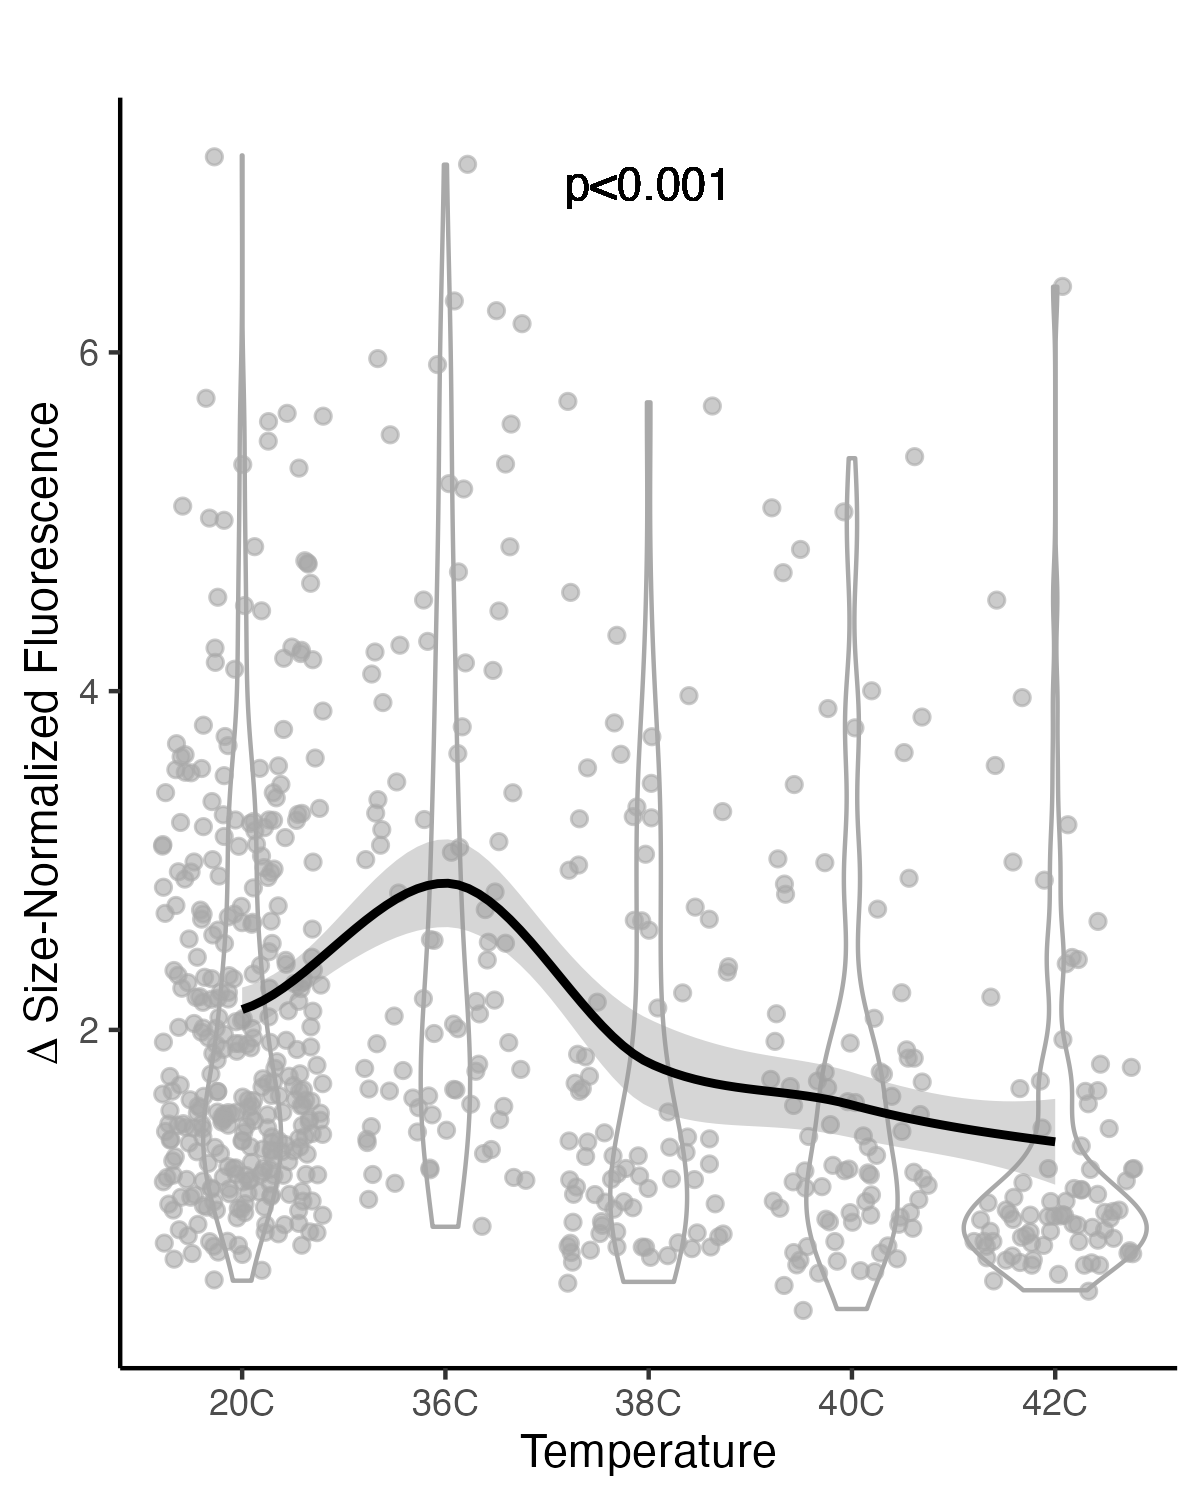 p<0.001
Δ Size-Normalized Fluorescence
6
4
2
20C 36C 38C 40C 42C
Temperature